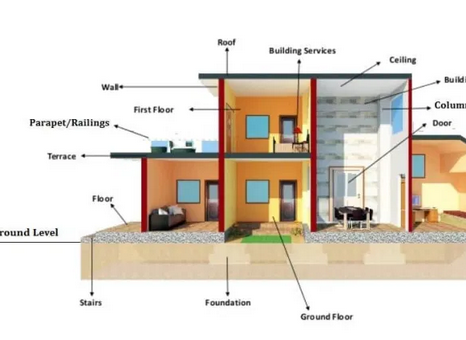 Roof
Building Services
Ceiling
Wall
Buildin
First Floor
Colum
Parapet/Railings
Door
Terrace
Floor
round Level
Stairs
Foundation
Ground Floor